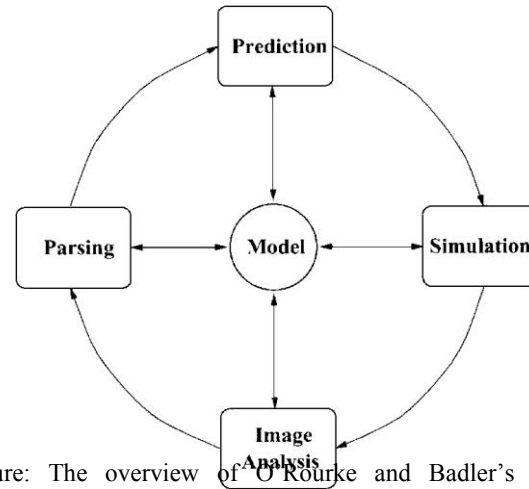 Prediction
Parsing
Model
Simulation
Image
Analysis
ure: The overview of O'Rourke and Badler's